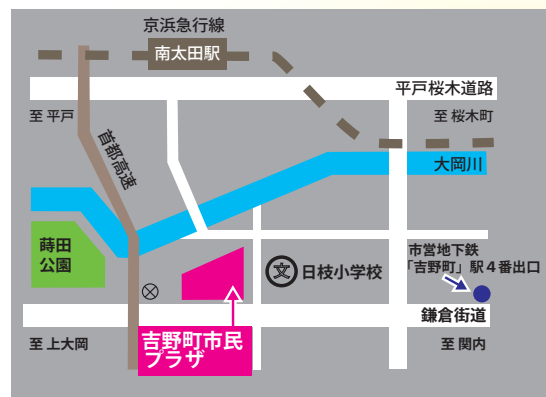 京浜急行線
南太田駅
平戸桜木道路
至 平戸
至 桜木町
首都高速
大岡川
蒔田
公園
文
日枝小学校
市営地下鉄
「吉野町」駅４番出口
鎌倉街道
吉野町市民
プラザ
至 上大岡
至 関内